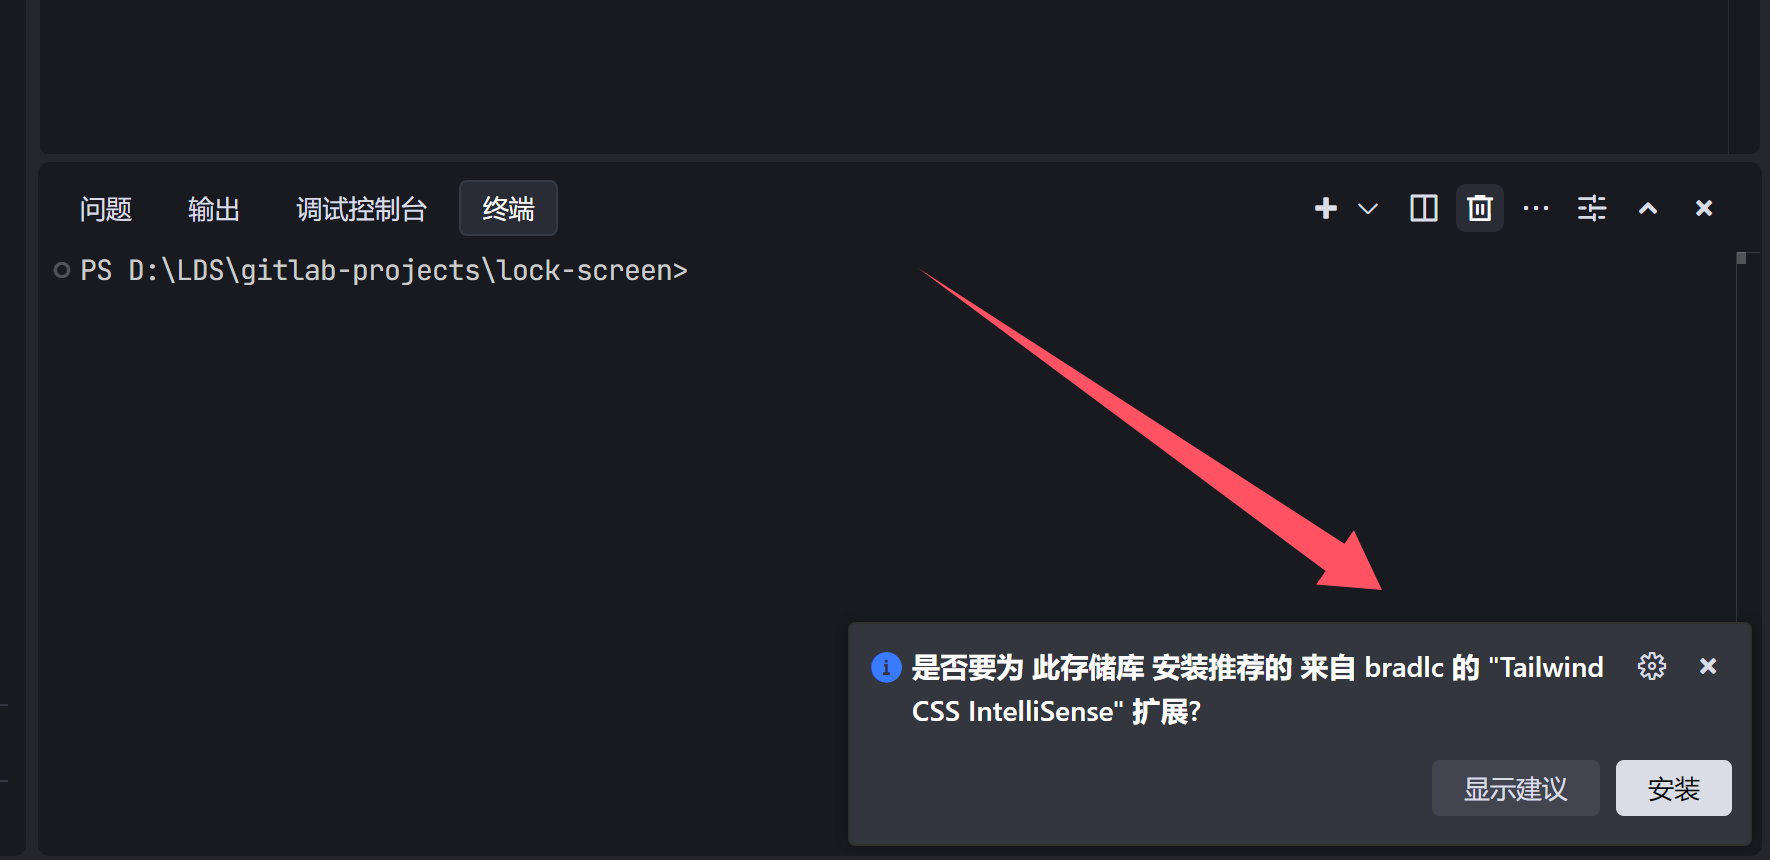 问题 输出 调试控制台 终端
PS D:\LDS\gitlab-projects\lock-screen>
是否要为 此存储库 安装推荐的 来自 bradlc 的 "Tailwind
CSS IntelliSense" 扩展?
显示建议 安装